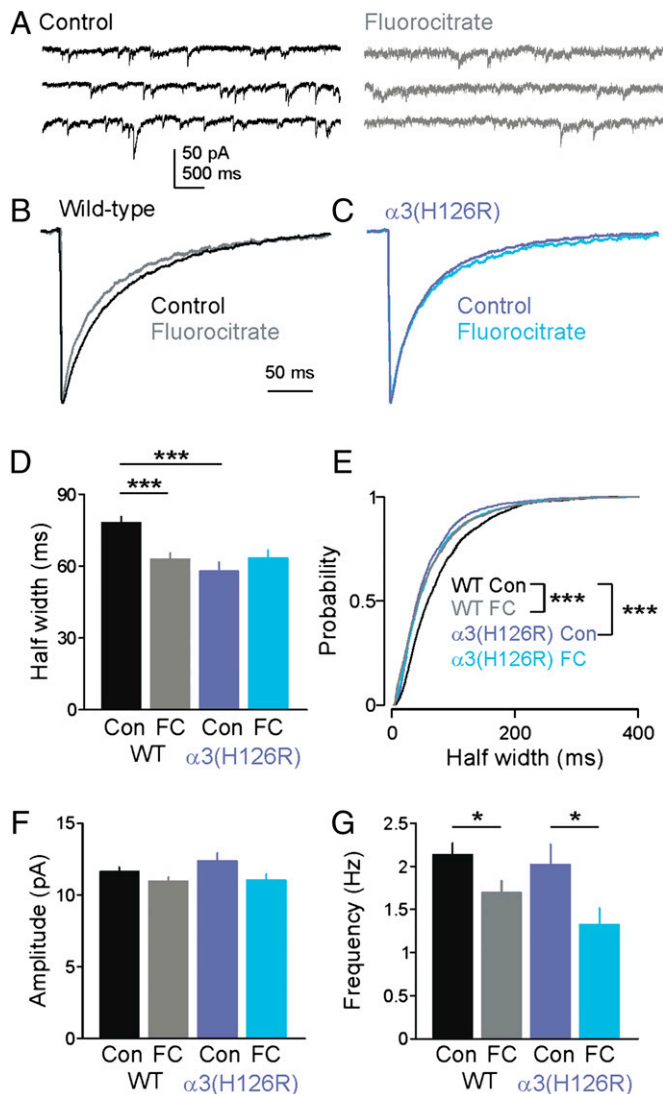 A
Control
Fluorocitrate
50 pA
500 ms
B
Wild-type
Control
Fluorocitrate
50 ms
C
α3(H126R)
Control
Fluorocitrate
D
***
***
90
60
30
0
Half width (ms)
Con FC Con FC
WT α3(H126R)
E
1
0.5
0
Probability
WT Con
WT FC
***
α3(H126R) Con
***
α3(H126R) FC
0 200 400
Half width (ms)
F
15
10
5
0
Amplitude (pA)
Con FC Con FC
WT α3(H126R)
G
*
*
2.5
2
1.5
1
0.5
0
Frequency (Hz)
Con FC Con FC
WT α3(H126R)